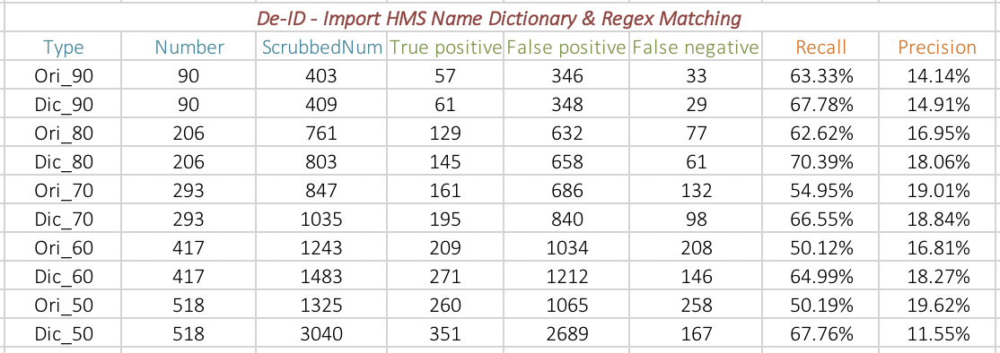 De-ID - Import HMS Name Dictionary & Regex Matching
Type Number ScrubbedNum True positive False positive False negative Recall Precision
Ori_90 90 403 57 346 33 63.33% 14.14%
Dic_90 90 409 61 348 29 67.78% 14.91%
Ori_80 206 761 129 632 77 62.62% 16.95%
Dic_80 206 803 145 658 61 70.39% 18.06%
Ori_70 293 847 161 686 132 54.95% 19.01%
Dic_70 293 1035 195 840 98 66.55% 18.84%
Ori_60 417 1243 209 1034 208 50.12% 16.81%
Dic_60 417 1483 271 1212 146 64.99% 18.27%
Ori_50 518 1325 260 1065 258 50.19% 19.62%
Dic_50 518 3040 351 2689 167 67.76% 11.55%